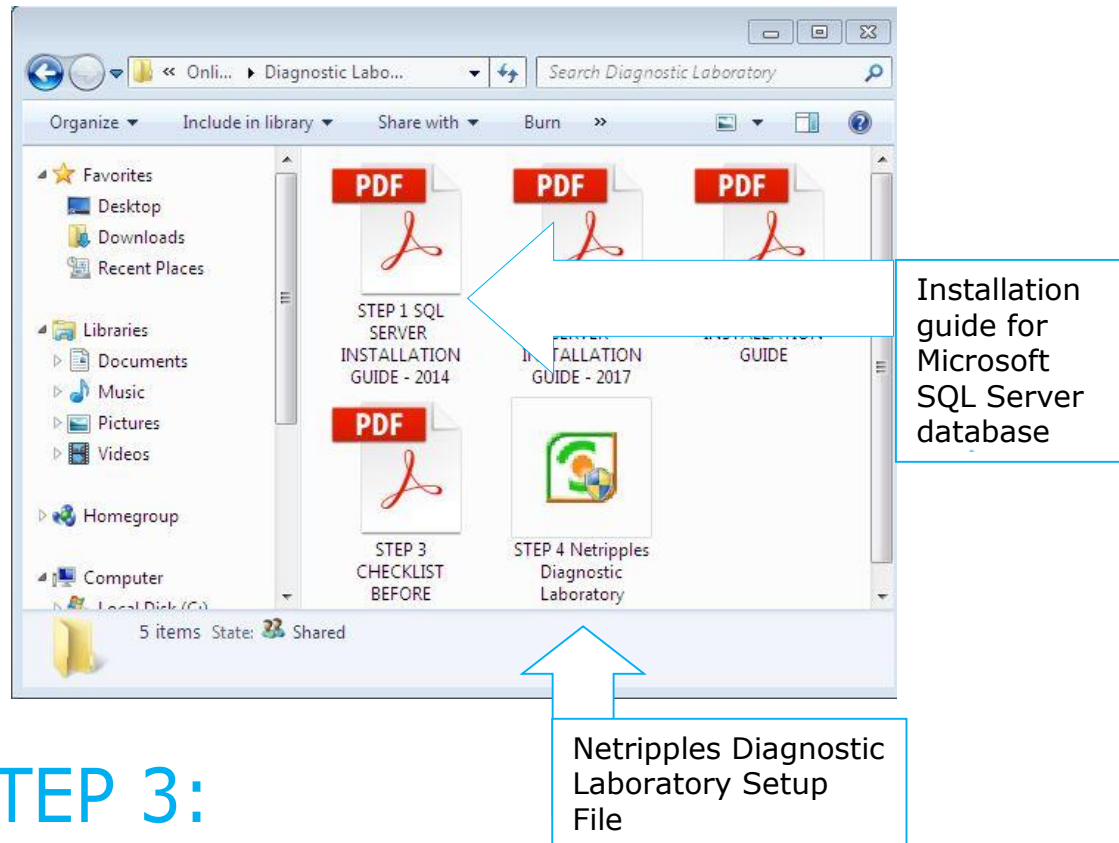 « Onli... Diagnostic Labo...
Search Diagnostic Laboratory
Organize
Include in library
Share with
Burn
»
Favorites
Desktop
Downloads
Recent Places
Libraries
Documents
Music
Pictures
Videos
Homegroup
Computer
Local Disk (C:)
PDF
STEP 1 SQL
SERVER
INSTALLATION
GUIDE - 2014
PDF
GUIDE - 2017
PDF
GUIDE
PDF
STEP 3
CHECKLIST
BEFORE
STEP 4 Netripples
Diagnostic
Laboratory
5 items State: Shared
Installation
guide for
Microsoft
SQL Server
database
Netripples Diagnostic
Laboratory Setup
File
TEP 3: